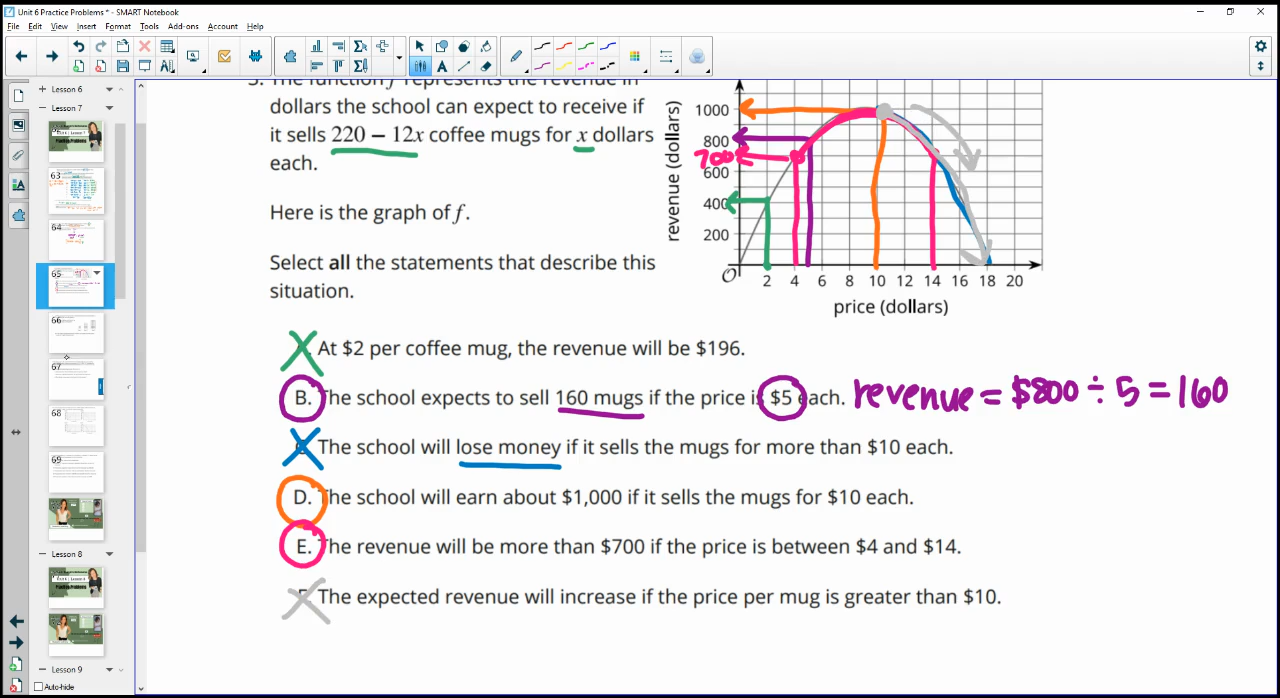 Unit 6 Practice Problems * - SMART Notebook
File Edit View Insert Format Tools Add-ons Account Help
Lesson 6
Lesson 7
63
64
65
66
67
68
69
Lesson 8
Lesson 9
Auto-hide
3. The function f represents the revenue in
dollars the school can expect to receive if
it sells 220 − 12x coffee mugs for x dollars
each.
Here is the graph of f.
Select all the statements that describe this
situation.
revenue (dollars)
1000
800
700
600
400
200
O
2 4 6 8 10 12 14 16 18 20
price (dollars)
At $2 per coffee mug, the revenue will be $196.
B. The school expects to sell 160 mugs if the price is $5 each. revenue = $800 ÷ 5 = 160
The school will lose money if it sells the mugs for more than $10 each.
D. The school will earn about $1,000 if it sells the mugs for $10 each.
E. The revenue will be more than $700 if the price is between $4 and $14.
The expected revenue will increase if the price per mug is greater than $10.